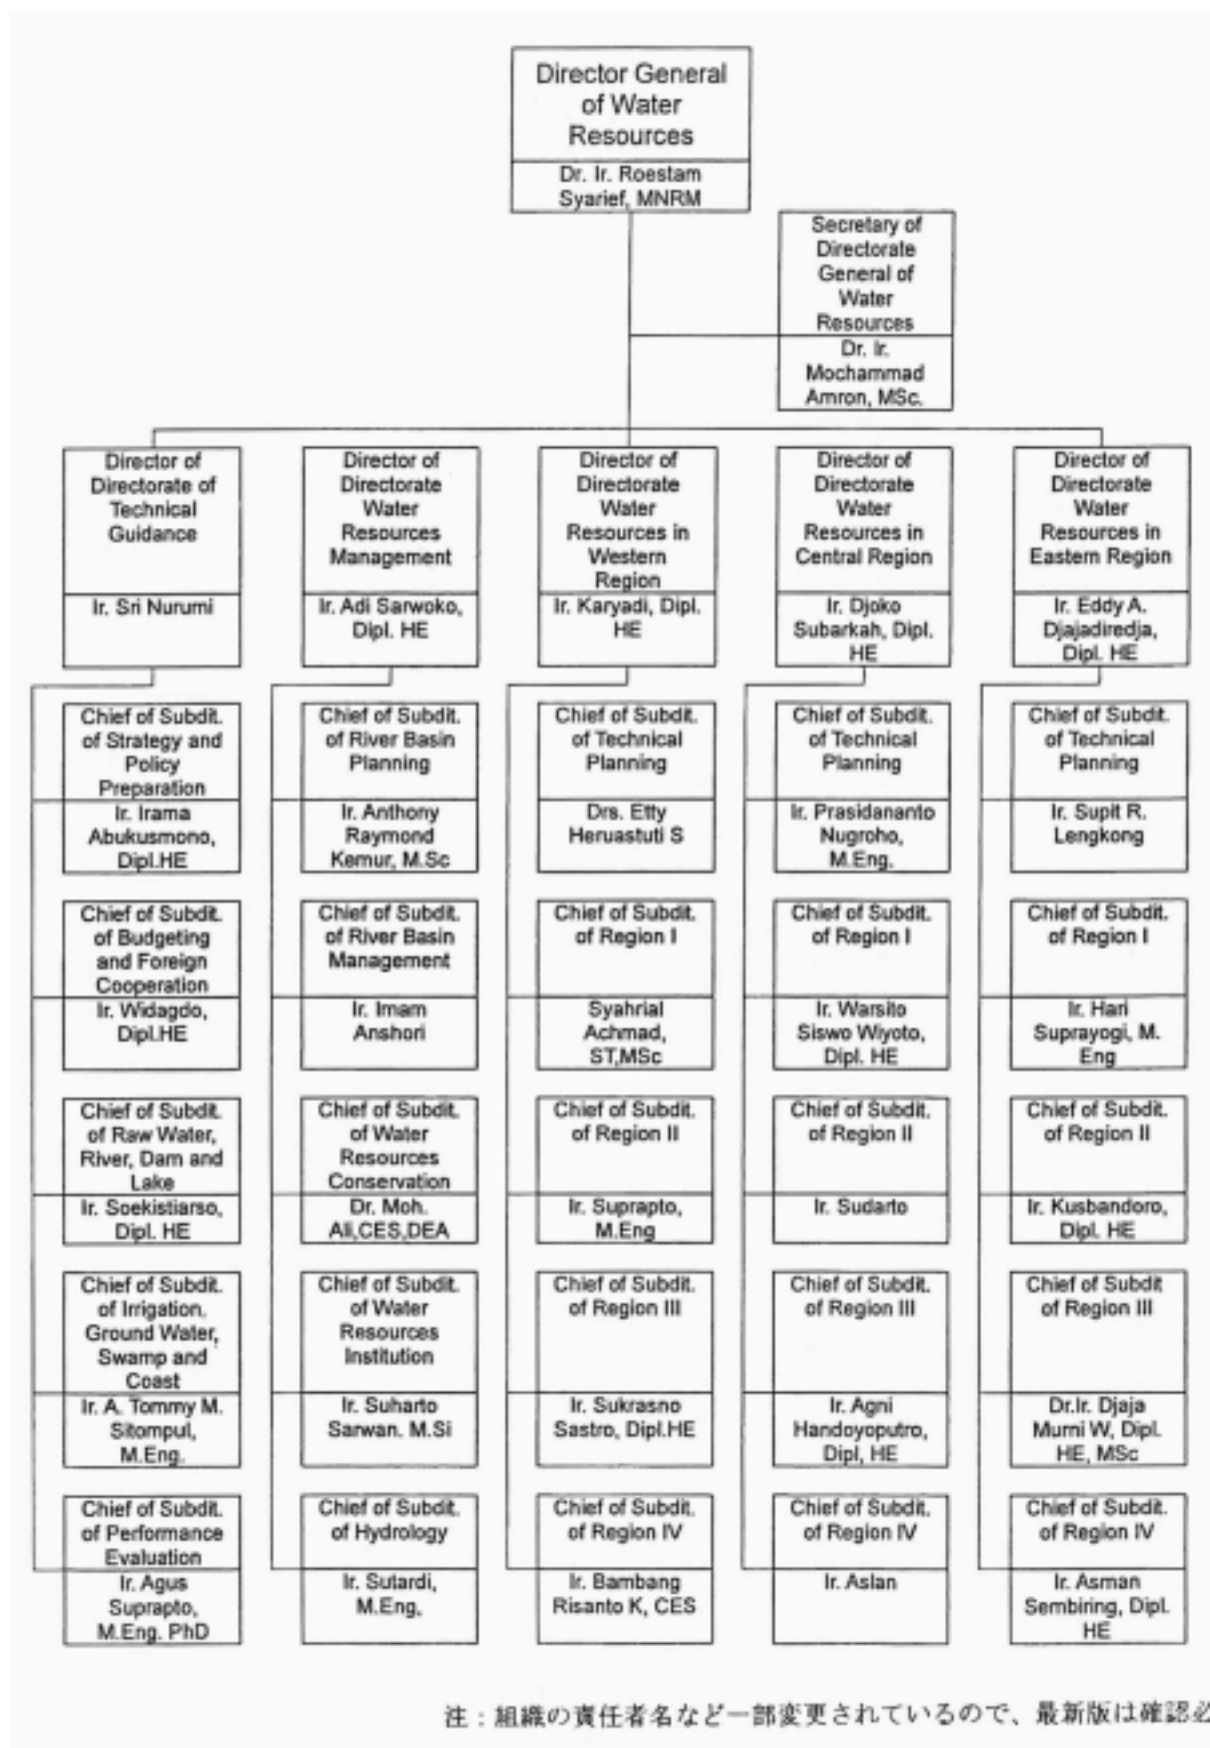 Director General
of Water
Resources
Dr. Ir. Roestam
Syarief, MNRM
Secretary of
Directorate
General of
Water
Resources
Dr. Ir.
Mochammad
Amron, MSc.
Director of
Directorate of
Technical
Guidance
Ir. Sri Nurumi
Director of
Directorate
Water
Resources
Management
Ir. Adi Sarwoko,
Dipl. HE
Director of
Directorate
Water
Resources in
Western
Region
Ir. Karyadi, Dipl.
HE
Director of
Directorate
Water
Resources in
Central Region
Ir. Djoko
Subarkah, Dipl.
HE
Director of
Directorate
Water
Resources in
Eastern Region
Ir. Eddy A.
Djajadiredja,
Dipl. HE
Chief of Subdit.
of Strategy and
Policy
Preparation
Ir. Irama
Abukusmono,
Dipl.HE
Chief of Subdit.
of River Basin
Planning
Ir. Anthony
Raymond
Kemur, M.Sc
Chief of Subdit.
of Technical
Planning
Drs. Etty
Heruastuti S
Chief of Subdit.
of Technical
Planning
Ir. Prasidananto
Nugroho,
M.Eng.
Chief of Subdit.
of Technical
Planning
Ir. Supit R.
Lengkong
Chief of Subdit.
of Budgeting
and Foreign
Cooperation
Ir. Widagdo,
Dipl.HE
Chief of Subdit.
of River Basin
Management
Ir. Imam
Anshori
Chief of Subdit.
of Region I
Syahrial
Achmad,
ST,MSc
Chief of Subdit.
of Region I
Ir. Warsito
Siswo Wiyoto,
Dipl. HE
Chief of Subdit.
of Region I
Ir. Hari
Suprayogi, M.
Eng
Chief of Subdit.
of Raw Water,
River, Dam and
Lake
Ir. Soekistiarso,
Dipl. HE
Chief of Subdit.
of Water
Resources
Conservation
Dr. Moh.
Ali,CES,DEA
Chief of Subdit.
of Region II
Ir. Suprapto,
M.Eng
Chief of Subdit.
of Region II
Ir. Sudarto
Chief of Subdit.
of Region II
Ir. Kusbandoro,
Dipl. HE
Chief of Subdit.
of Irrigation,
Ground Water,
Swamp and
Coast
Ir. A. Tommy M.
Sitompul,
M.Eng.
Chief of Subdit.
of Water
Resources
Institution
Ir. Suharto
Sarwan. M.Si
Chief of Subdit.
of Region III
Ir. Sukrasno
Sastro, Dipl.HE
Chief of Subdit.
of Region III
Ir. Agni
Handoyoputro,
Dipl, HE
Chief of Subdit
of Region III
Dr.Ir. Djaja
Murni W, Dipl.
HE, MSc
Chief of Subdit.
of Performance
Evaluation
Ir. Agus
Suprapto,
M.Eng. PhD
Chief of Subdit.
of Hydrology
Ir. Sutardi,
M.Eng,
Chief of Subdit.
of Region IV
Ir. Bambang
Risanto K, CES
Chief of Subdit.
of Region IV
Ir. Aslan
Chief of Subdit.
of Region IV
Ir. Asman
Sembiring, Dipl.
HE
注：組織の責任者名など一部変更されているので、最新版は確認必